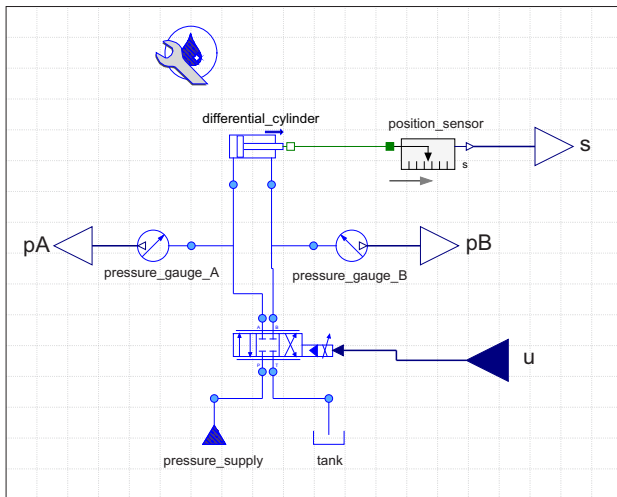 differential_cylinder
position_sensor
s
s
pA
pB
pressure_gauge_A
pressure_gauge_B
A B
u
P T
pressure_supply
tank